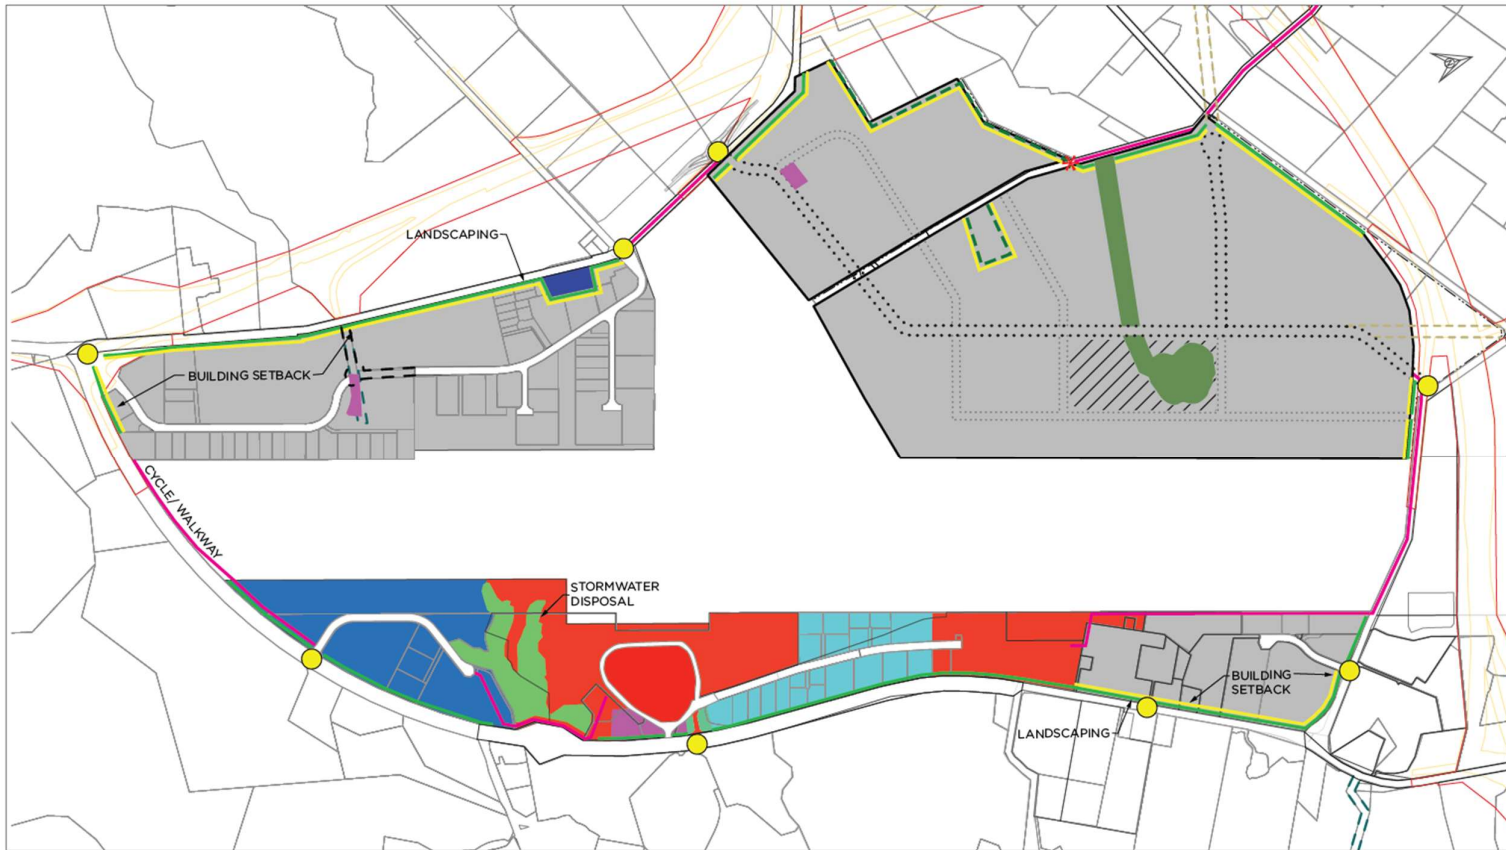 LANDSCAPING
BUILDING SETBACK
CYCLE/ WALKWAY
STORMWATER
DISPOSAL
BUILDING
SETBACK
LANDSCAPING